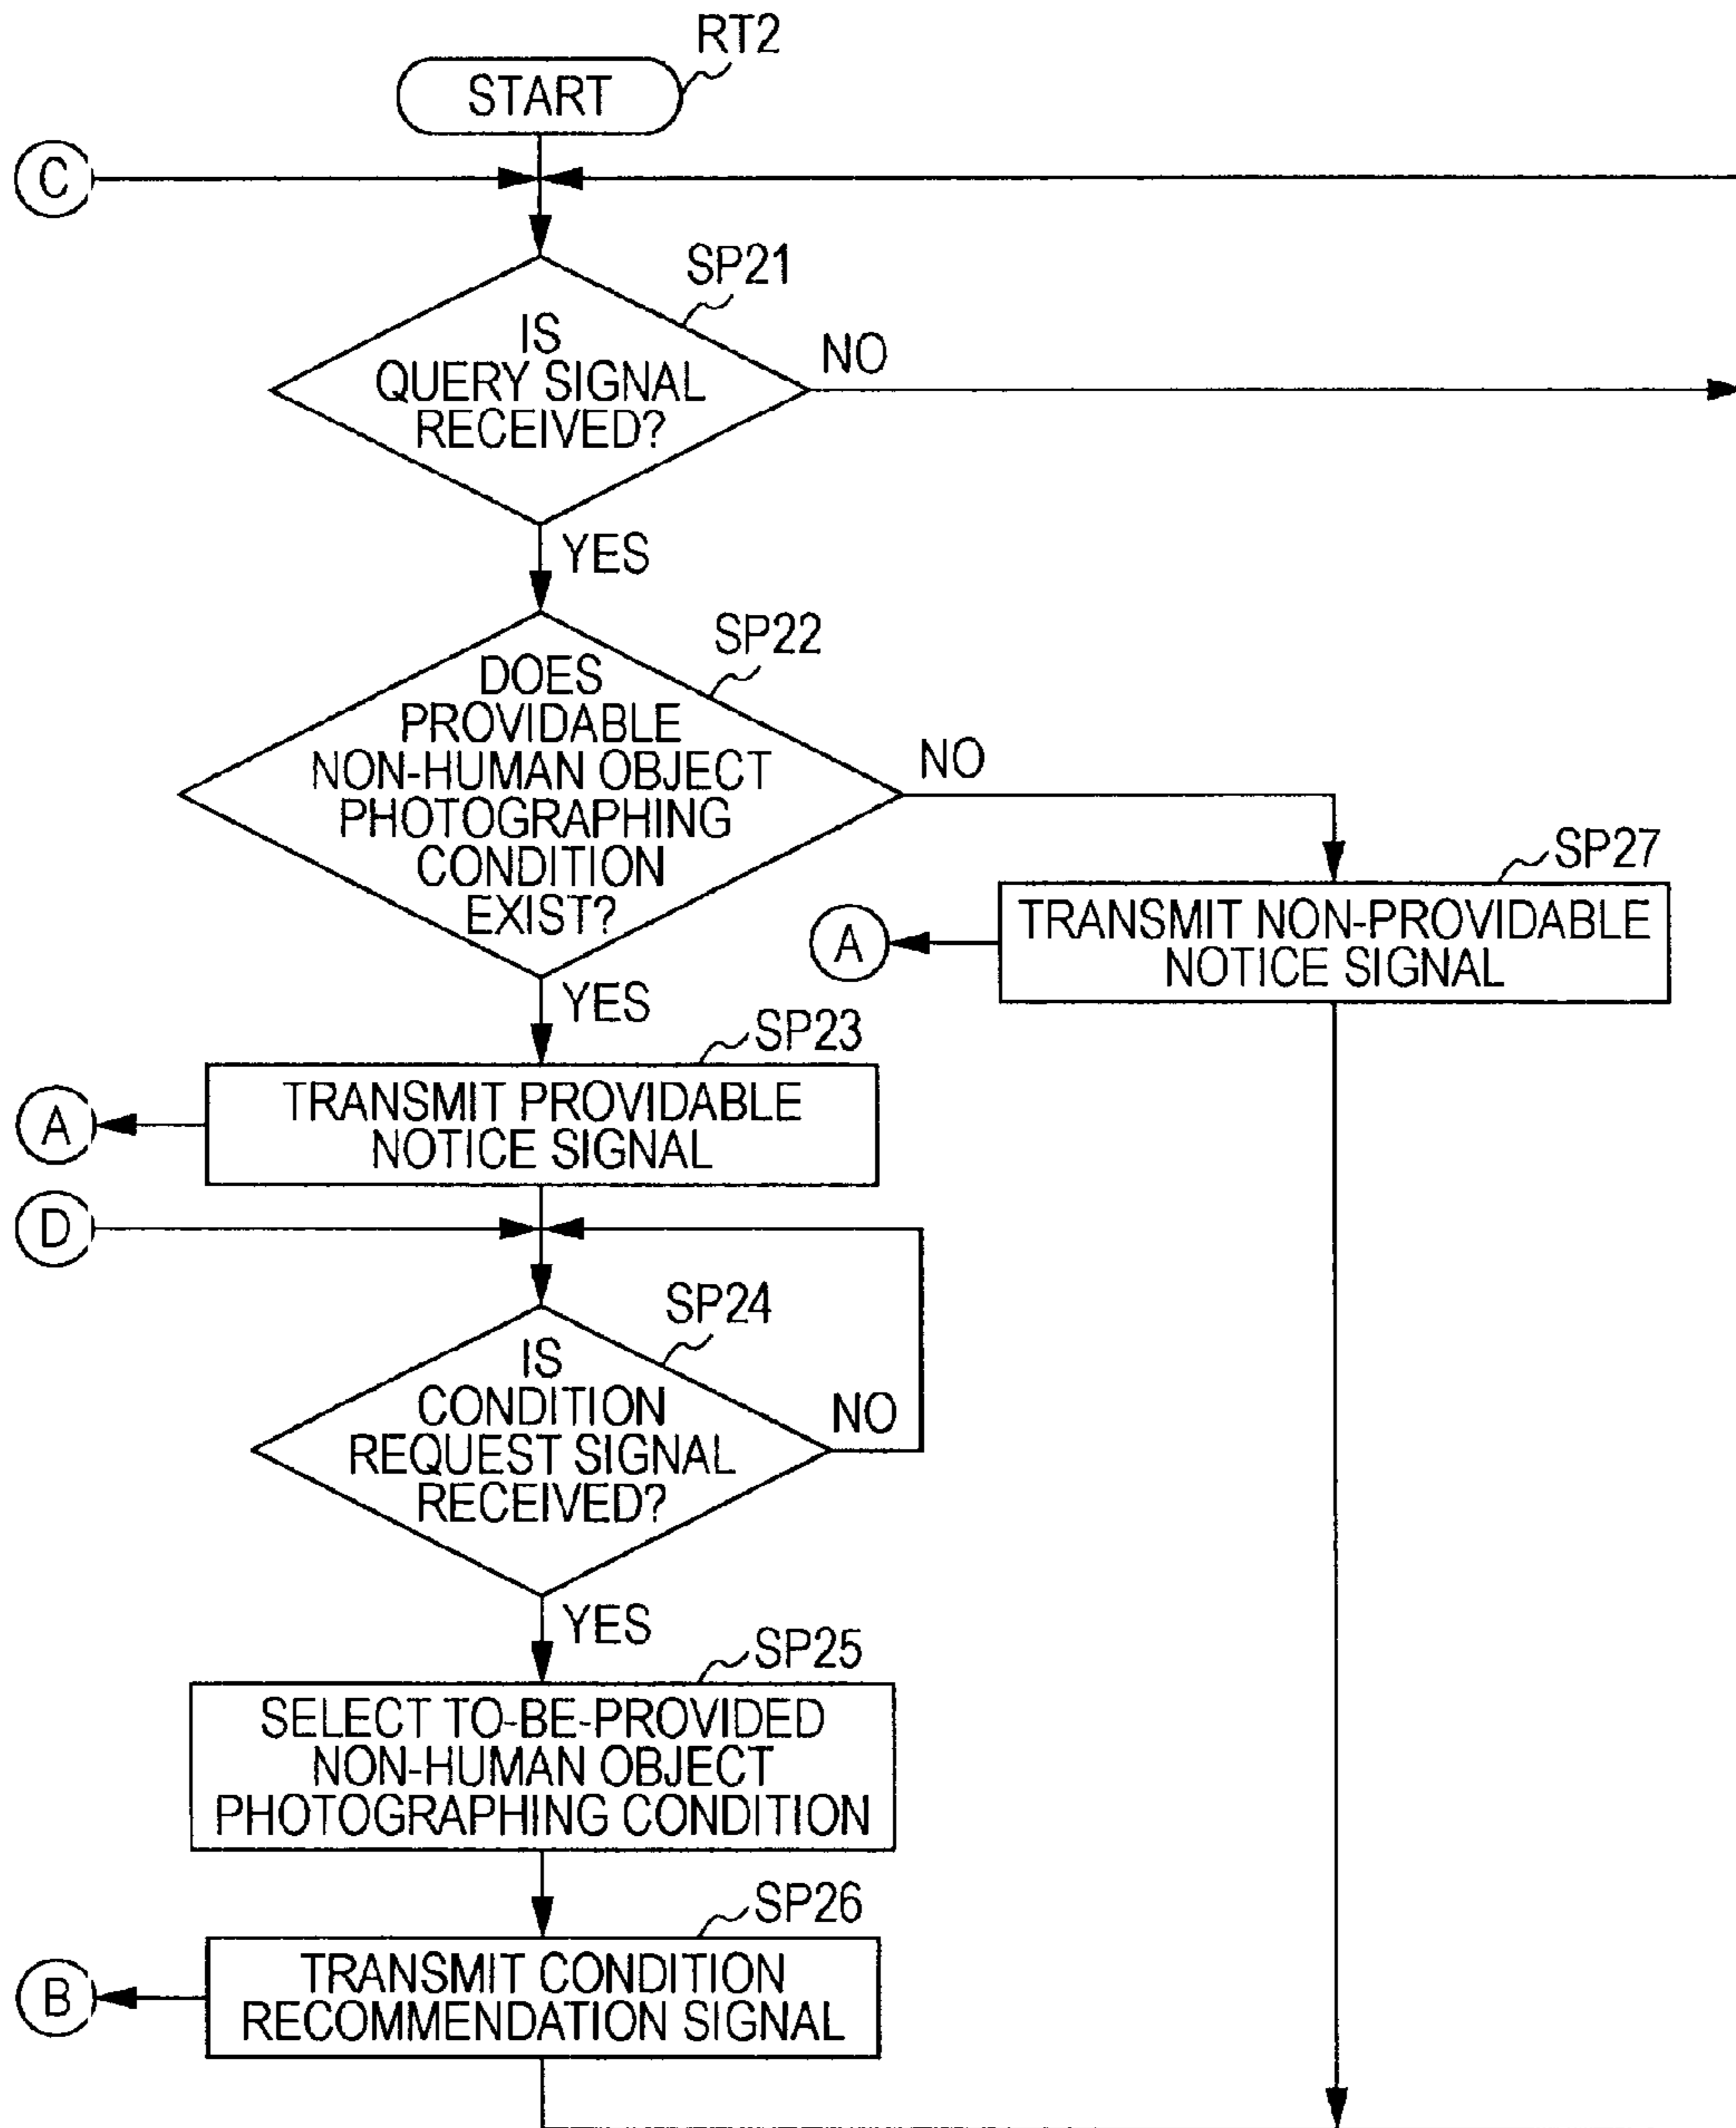 RT2
START
C
SP21
IS
QUERY SIGNAL
RECEIVED?
NO
YES
SP22
DOES
PROVIDABLE
NON-HUMAN OBJECT
PHOTOGRAPHING
CONDITION
EXIST?
NO
SP27
TRANSMIT NON-PROVIDABLE
NOTICE SIGNAL
A
YES
SP23
TRANSMIT PROVIDABLE
NOTICE SIGNAL
A
D
SP24
IS
CONDITION
REQUEST SIGNAL
RECEIVED?
NO
YES
SP25
SELECT TO-BE-PROVIDED
NON-HUMAN OBJECT
PHOTOGRAPHING CONDITION
SP26
TRANSMIT CONDITION
RECOMMENDATION SIGNAL
B